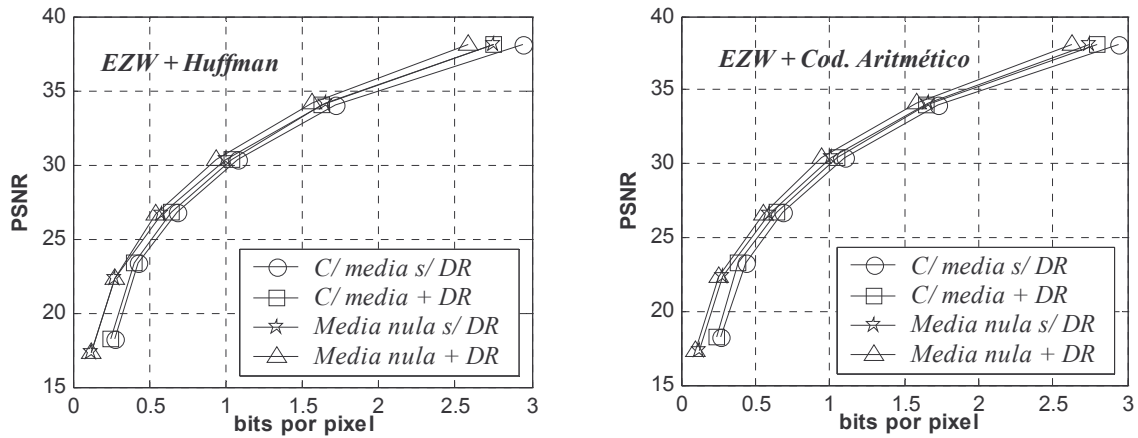 40
35
30
25
20
15
PSNR
EZW + Huffman
C/ media s/ DR
C/ media + DR
Media nula s/ DR
Media nula + DR
0 0.5 1 1.5 2 2.5 3
bits por pixel
40
35
30
25
20
15
PSNR
EZW + Cod. Aritmético
C/ media s/ DR
C/ media + DR
Media nula s/ DR
Media nula + DR
0 0.5 1 1.5 2 2.5 3
bits por pixel